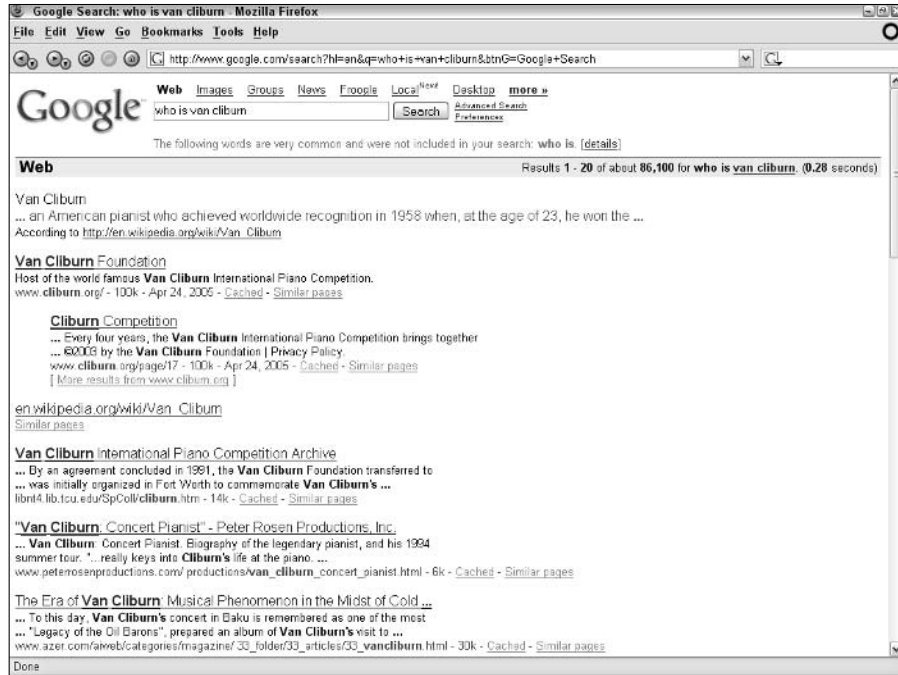 Google Search: who is van cliburn - Mozilla Firefox
File Edit View Go Bookmarks Tools Help
G http://www.google.com/search?hl=en&q=who+is+van+cliburn&btnG=Google+Search G
Web Images Groups News Froogle Local New! Desktop more »
Google
who is van cliburn Search Advanced Search
Preferences
The following words are very common and were not included in your search: who is. [details]
Web Results 1 - 20 of about 86,100 for who is van cliburn. (0.28 seconds)
Van Cliburn
... an American pianist who achieved worldwide recognition in 1958 when, at the age of 23, he won the ...
According to http://en.wikipedia.org/wiki/Van_Cliburn
Van Cliburn Foundation
Host of the world famous Van Cliburn International Piano Competition.
www.cliburn.org/ - 100k - Apr 24, 2005 - Cached - Similar pages
Cliburn Competition
... Every four years, the Van Cliburn International Piano Competition brings together
... ©2003 by the Van Cliburn Foundation | Privacy Policy.
www.cliburn.org/page/17 - 100k - Apr 24, 2005 - Cached - Similar pages
[ More results from www.cliburn.org ]
en.wikipedia.org/wiki/Van_Cliburn
Similar pages
Van Cliburn International Piano Competition Archive
... By an agreement concluded in 1991, the Van Cliburn Foundation transferred to
... was initially organized in Fort Worth to commemorate Van Cliburn's ...
libnt4.lib.tcu.edu/SpColl/cliburn.htm - 14k - Cached - Similar pages
"Van Cliburn: Concert Pianist" - Peter Rosen Productions, Inc.
... Van Cliburn: Concert Pianist. Biography of the legendary pianist, and his 1994
summer tour. "... really keys into Cliburn's life at the piano. ...
www.peterrosenproductions.com/ productions/van_cliburn_concert_pianist.html - 6k - Cached - Similar pages
The Era of Van Cliburn: Musical Phenomenon in the Midst of Cold ...
... To this day, Van Cliburn's concert in Baku is remembered as one of the most
... "Legacy of the Oil Barons", prepared an album of Van Cliburn's visit to ...
www.azer.com/aiweb/categories/magazine/ 33_folder/33_articles/33_vancliburn.html - 30k - Cached - Similar pages
Done